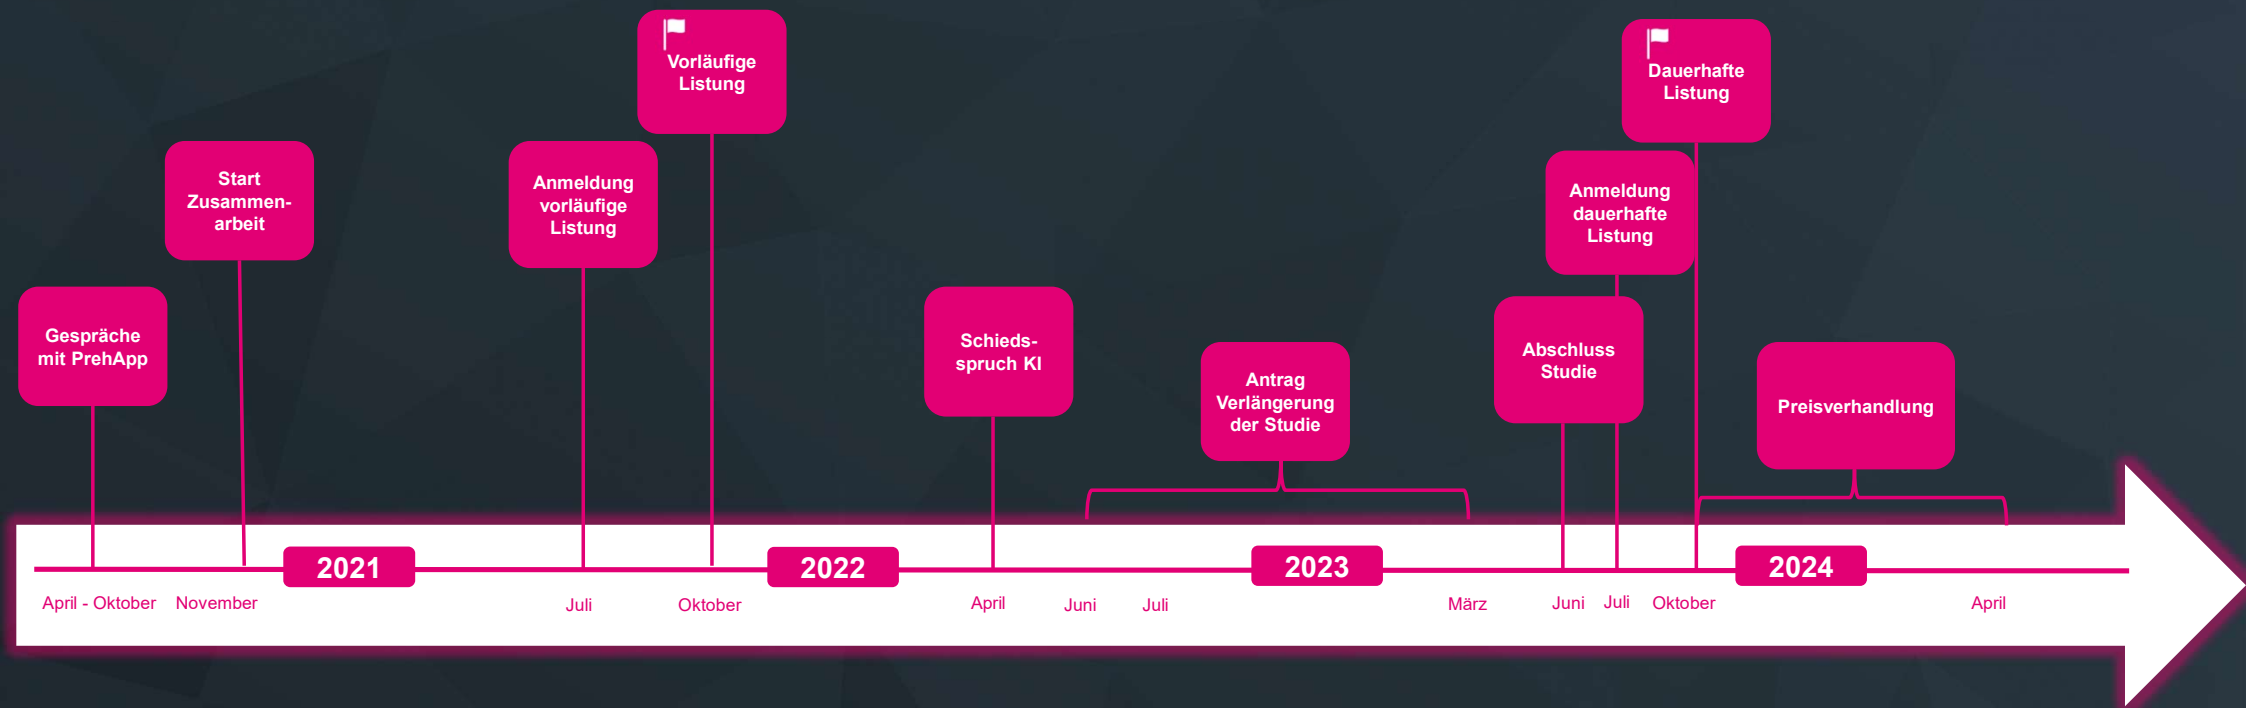 Gespräche
mit PrehApp
Start
Zusammen-
arbeit
Anmeldung
vorläufige
Listung
Vorläufige
Listung
Schieds-
spruch KI
Antrag
Verlängerung
der Studie
Abschluss
Studie
Anmeldung
dauerhafte
Listung
Dauerhafte
Listung
Preisverhandlung
2021
2022
2023
2024
April - Oktober
November
Juli
Oktober
April
Juni
Juli
März
Juni
Juli
Oktober
April